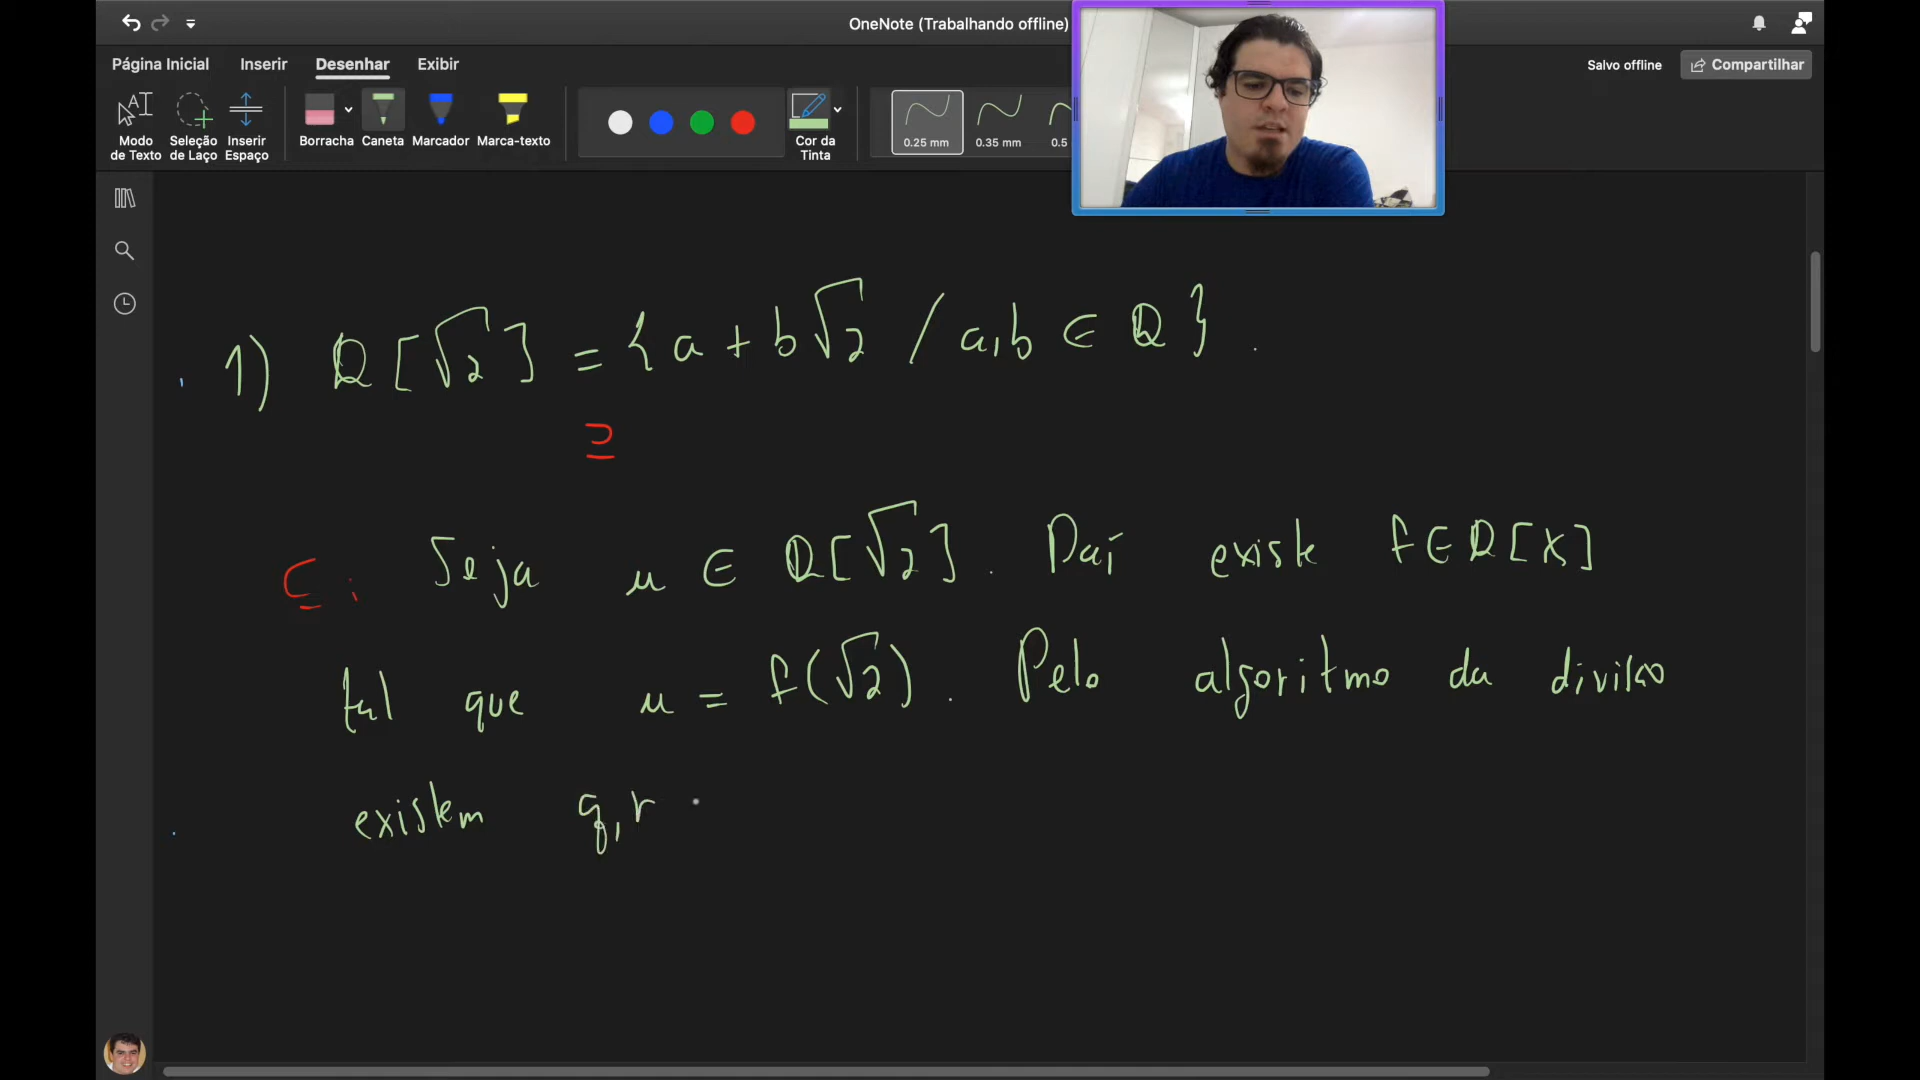 OneNote (Trabalhando offline)
Página Inicial Inserir Desenhar Exibir
Salvo offline Compartilhar
Modo de Texto Seleção de Laço Inserir Espaço Borracha Caneta Marcador Marca-texto Cor da Tinta 0.25 mm 0.35 mm 0.5
1) ℚ[√2] = {a + b√2 / a,b ∈ ℚ}.
⊇
⊆: Seja u ∈ ℚ[√2]. Daí existe f∈ℚ[X]
tal que u = f(√2). Pelo algoritmo da divisão
existem q,r